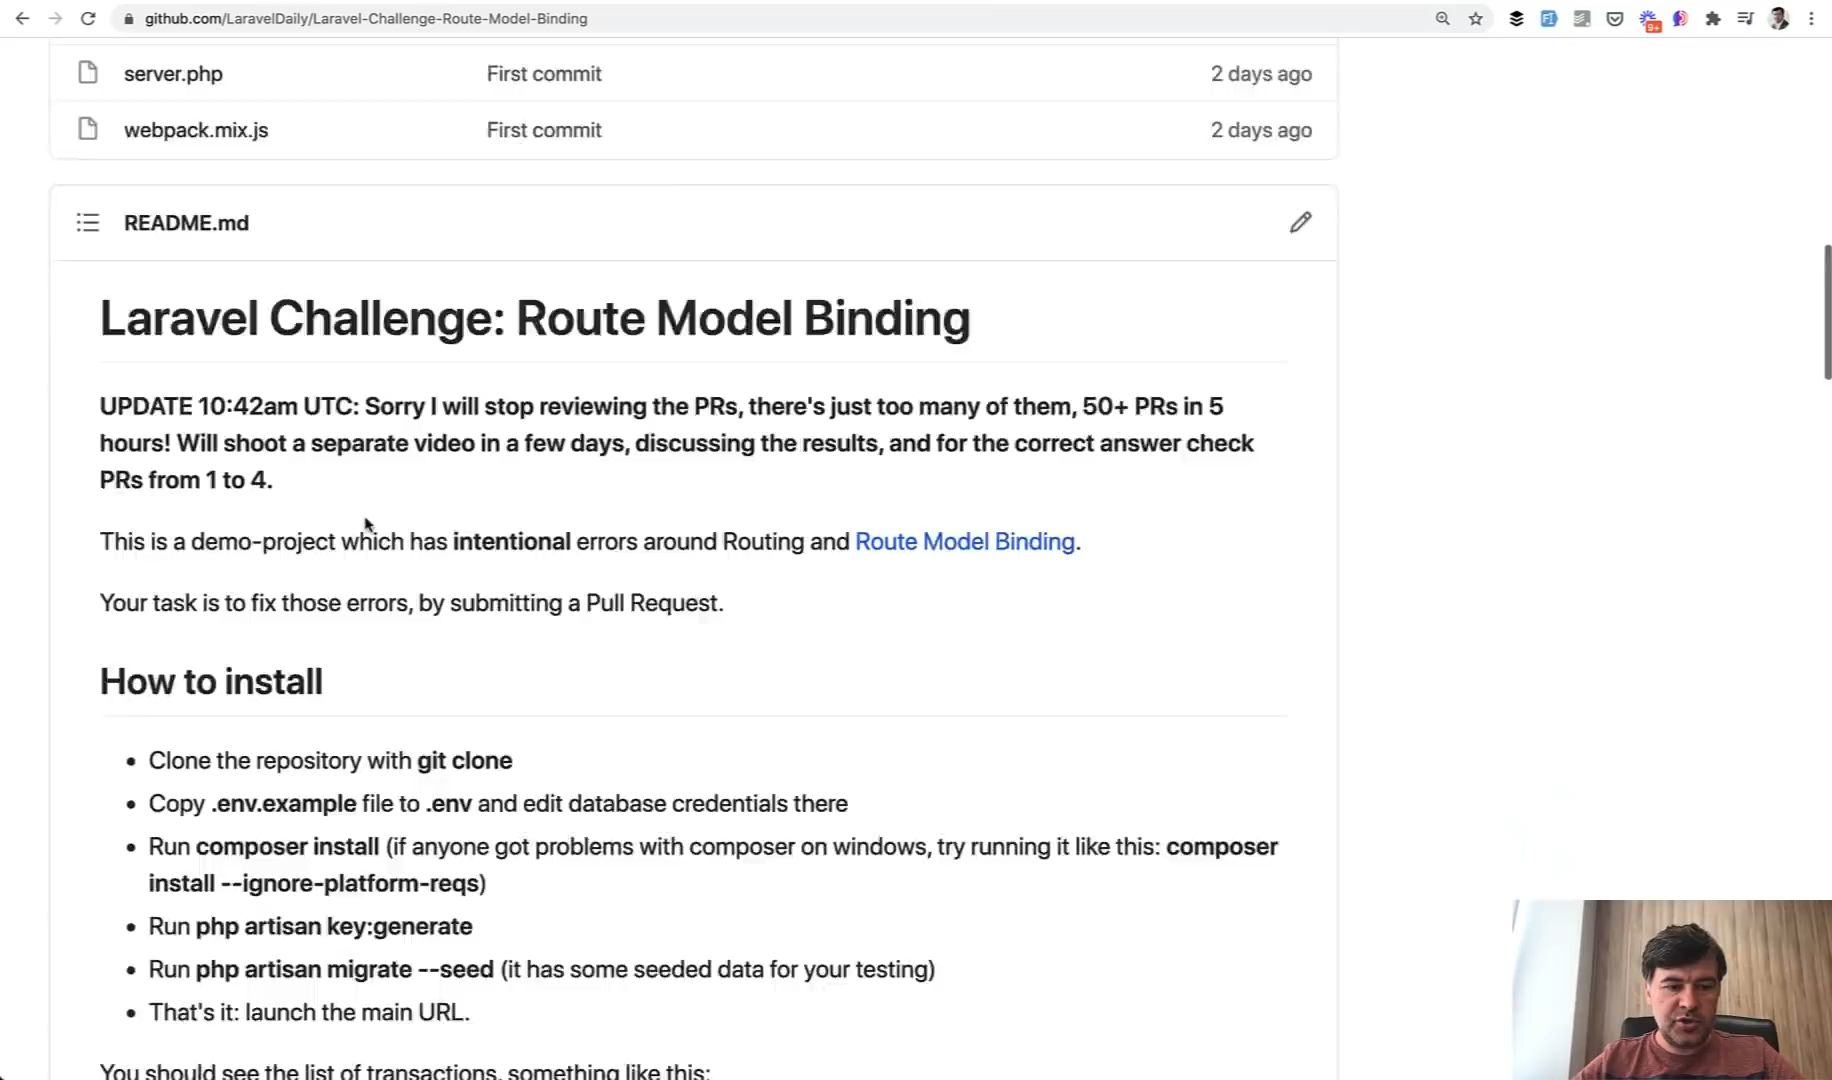 github.com/LaravelDaily/Laravel-Challenge-Route-Model-Binding
9+
server.php First commit 2 days ago
webpack.mix.js First commit 2 days ago
README.md
Laravel Challenge: Route Model Binding
UPDATE 10:42am UTC: Sorry I will stop reviewing the PRs, there's just too many of them, 50+ PRs in 5
hours! Will shoot a separate video in a few days, discussing the results, and for the correct answer check
PRs from 1 to 4.
This is a demo-project which has intentional errors around Routing and Route Model Binding.
Your task is to fix those errors, by submitting a Pull Request.
How to install
• Clone the repository with git clone
• Copy .env.example file to .env and edit database credentials there
• Run composer install (if anyone got problems with composer on windows, try running it like this: composer
install --ignore-platform-reqs)
• Run php artisan key:generate
• Run php artisan migrate --seed (it has some seeded data for your testing)
• That's it: launch the main URL.
You should see the list of transactions, something like this: